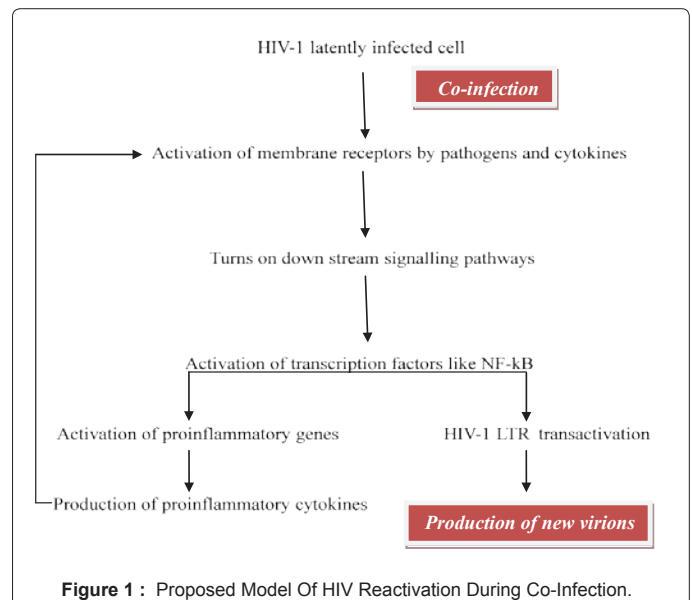 HIV-1 latently infected cell
Co-infection
Activation of membrane receptors by pathogens and cytokines
Turns on down stream signalling pathways
Activation of transcription factors like NF-kB
Activation of proinflammatory genes
HIV-1 LTR transactivation
Production of proinflammatory cytokines
Production of new virions
Figure 1 : Proposed Model Of HIV Reactivation During Co-Infection.